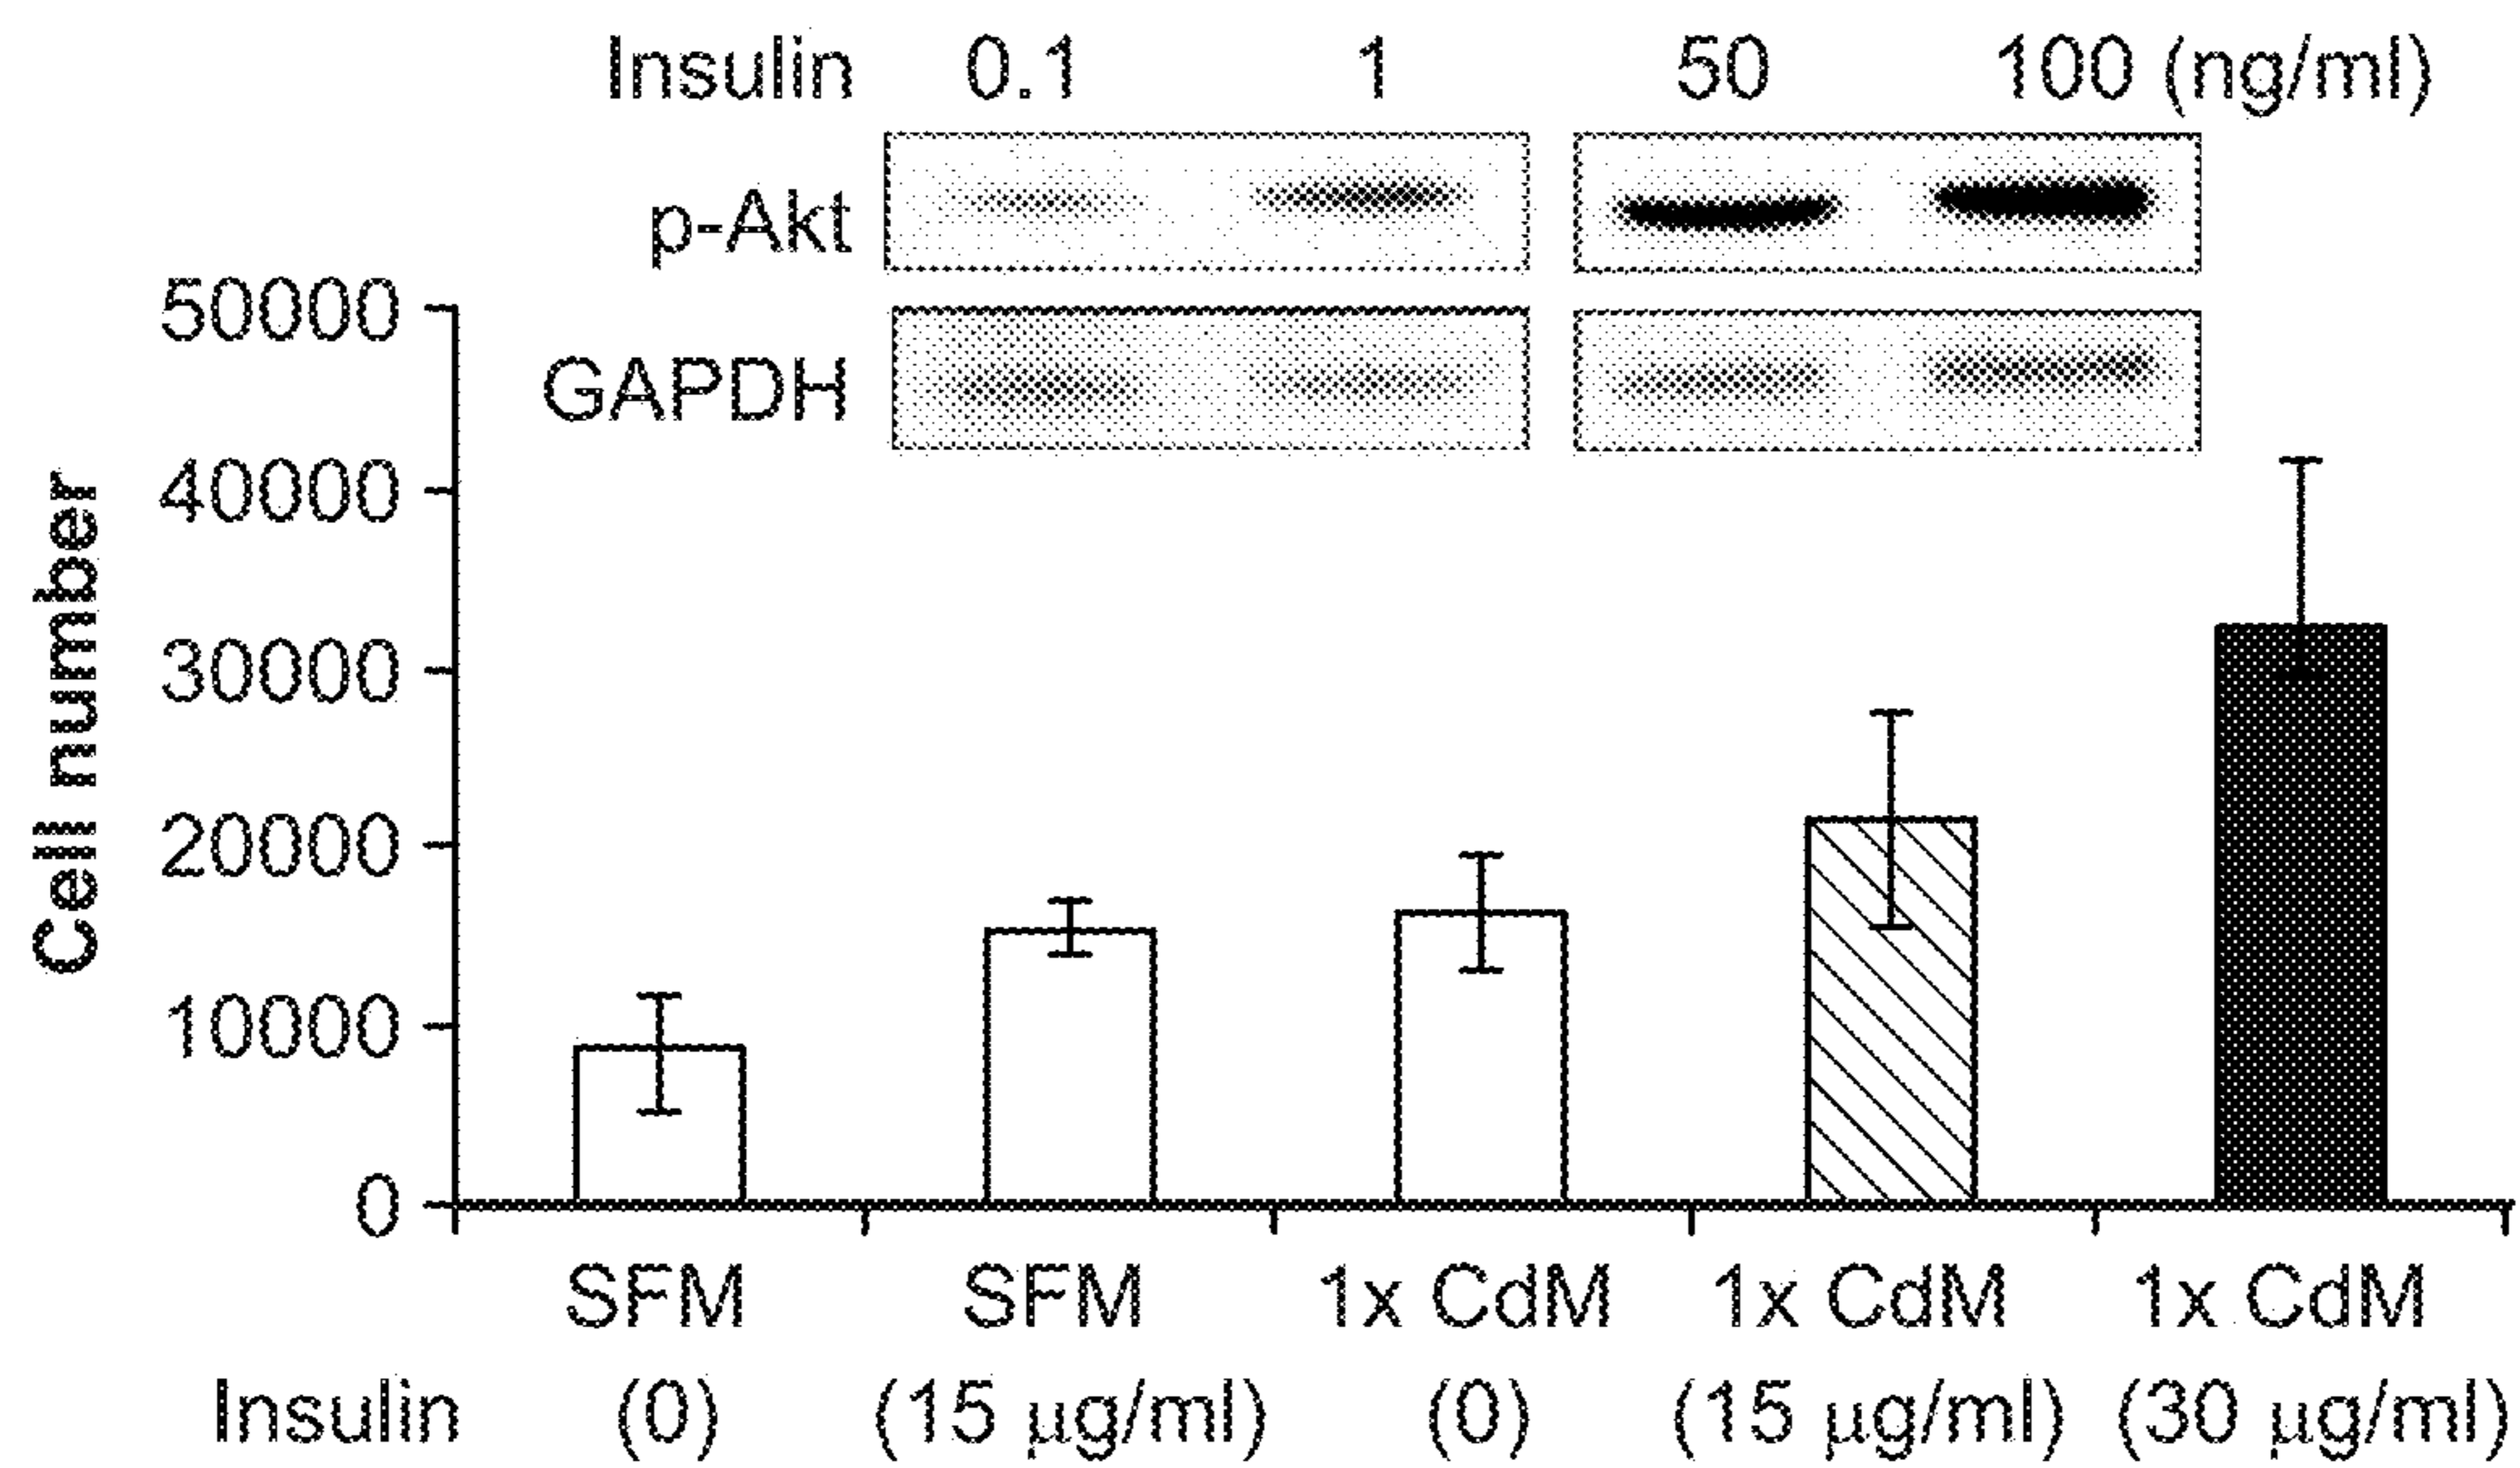 Insulin 0.1 1 50 100 (ng/ml)
p-Akt
GAPDH
50000
40000
30000
20000
10000
0
Cell number
SFM SFM 1x CdM 1x CdM 1x CdM
Insulin (0) (15 µg/ml) (0) (15 µg/ml) (30 µg/ml)